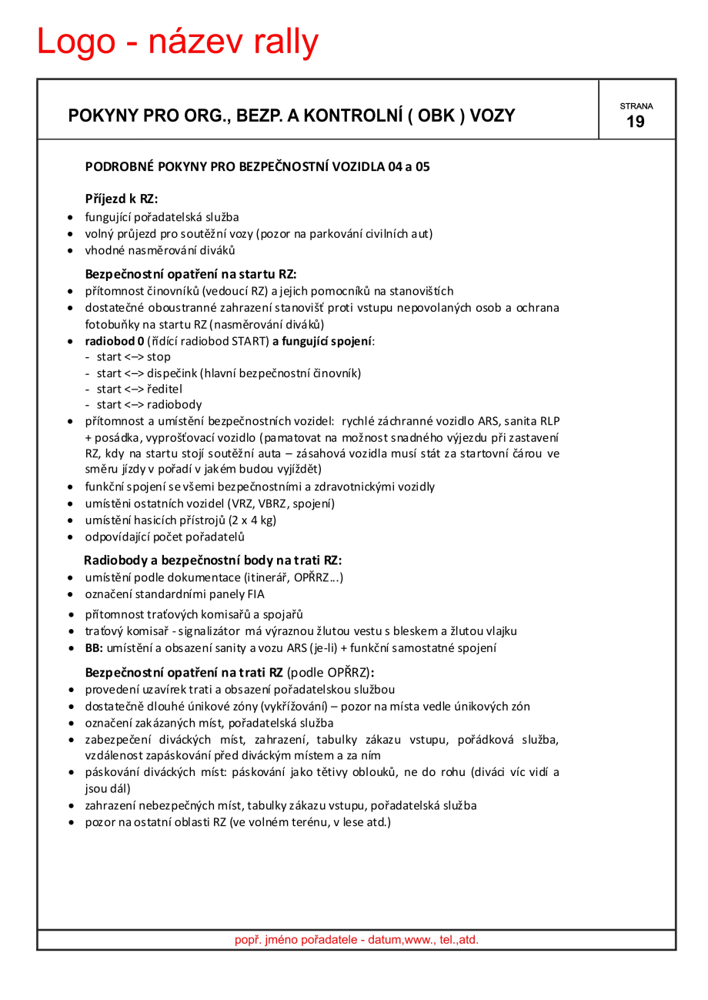 Logo - název rally
POKYNY PRO ORG., BEZP. A KONTROLNÍ ( OBK ) VOZY
STRANA
19
PODROBNÉ POKYNY PRO BEZPEČNOSTNÍ VOZIDLA 04 a 05
Příjezd k RZ:
• fungující pořadatelská služba
• volný průjezd pro soutěžní vozy (pozor na parkování civilních aut)
• vhodné nasměrování diváků
Bezpečnostní opatření na startu RZ:
• přítomnost činovníků (vedoucí RZ) a jejich pomocníků na stanovištích
• dostatečné oboustranné zahrazení stanovišť proti vstupu nepovolaných osob a ochrana
fotobuňky na startu RZ (nasměrování diváků)
• radiobod 0 (řídící radiobod START) a fungující spojení:
- start <–> stop
- start <–> dispečink (hlavní bezpečnostní činovník)
- start <–> ředitel
- start <–> radiobody
• přítomnost a umístění bezpečnostních vozidel: rychlé záchranné vozidlo ARS, sanita RLP
+ posádka, vyprošťovací vozidlo (pamatovat na možnost snadného výjezdu při zastavení
RZ, kdy na startu stojí soutěžní auta – zásahová vozidla musí stát za startovní čárou ve
směru jízdy v pořadí v jakém budou vyjíždět)
• funkční spojení se všemi bezpečnostními a zdravotnickými vozidly
• umístěni ostatních vozidel (VRZ, VBRZ, spojení)
• umístění hasicích přístrojů (2 x 4 kg)
• odpovídající počet pořadatelů
Radiobody a bezpečnostní body na trati RZ:
• umístění podle dokumentace (itinerář, OPŘRZ...)
• označení standardními panely FIA
• přítomnost traťových komisařů a spojařů
• traťový komisař - signalizátor má výraznou žlutou vestu s bleskem a žlutou vlajku
• BB: umístění a obsazení sanity a vozu ARS (je-li) + funkční samostatné spojení
Bezpečnostní opatření na trati RZ (podle OPŘRZ):
• provedení uzavírek trati a obsazení pořadatelskou službou
• dostatečně dlouhé únikové zóny (vykřížování) – pozor na místa vedle únikových zón
• označení zakázaných míst, pořadatelská služba
• zabezpečení diváckých míst, zahrazení, tabulky zákazu vstupu, pořádková služba,
vzdálenost zapáskování před diváckým místem a za ním
• páskování diváckých míst: páskování jako tětivy oblouků, ne do rohu (diváci víc vidí a
jsou dál)
• zahrazení nebezpečných míst, tabulky zákazu vstupu, pořadatelská služba
• pozor na ostatní oblasti RZ (ve volném terénu, v lese atd.)
popř. jméno pořadatele - datum,www., tel.,atd.